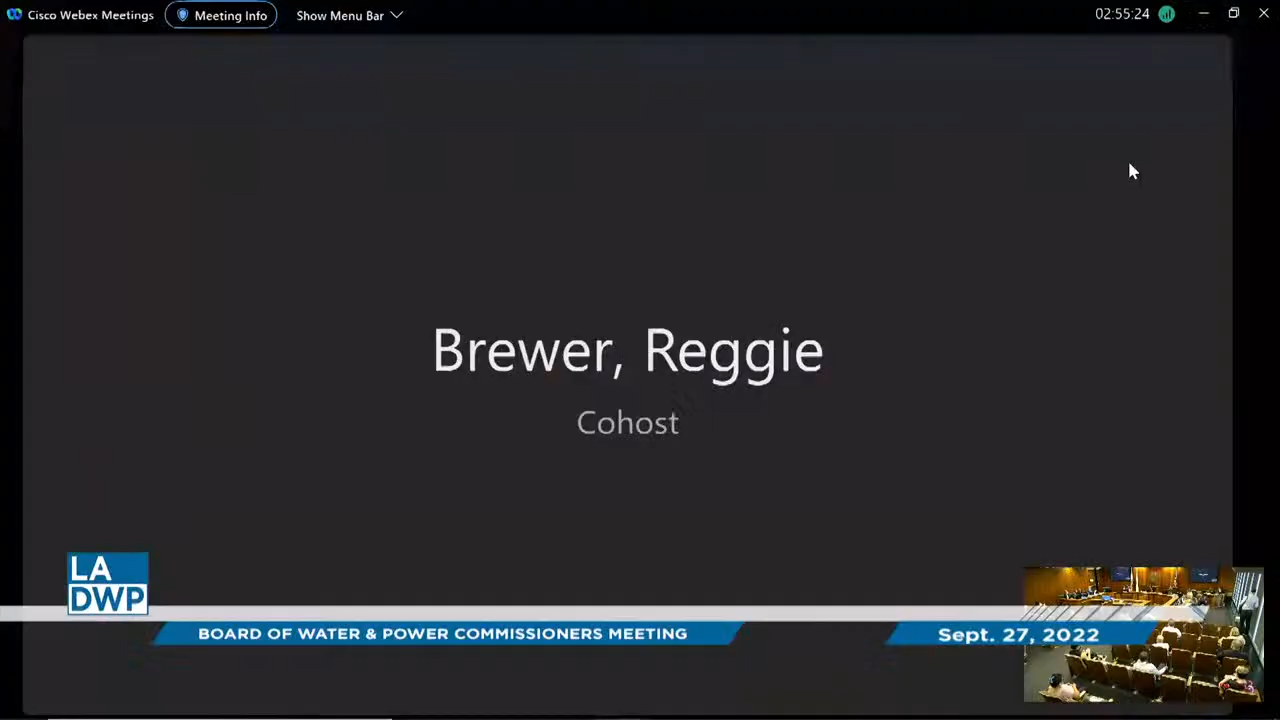 Cisco Webex Meetings
Meeting Info
Show Menu Bar
02:55:24
Brewer, Reggie
Cohost
LA
DWP
BOARD OF WATER & POWER COMMISSIONERS MEETING
Sept. 27, 2022